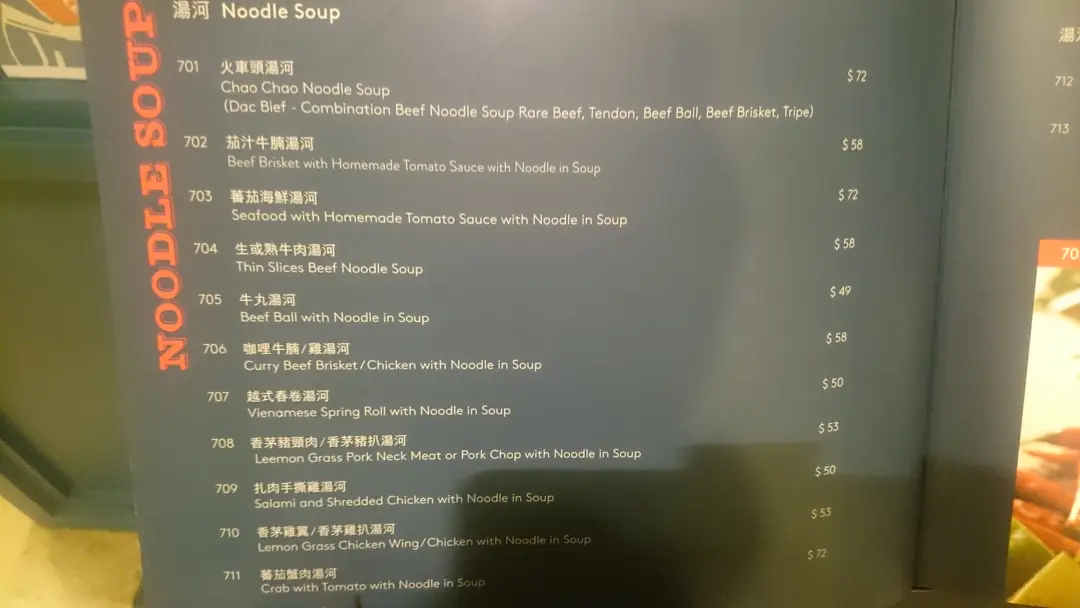 NOODLE SOUP
湯河 Noodle Soup
701 火車頭湯河 $72
Chao Chao Noodle Soup
(Dac Bief - Combination Beef Noodle Soup Rare Beef, Tendon, Beef Ball, Beef Brisket, Tripe)
702 茄汁牛腩湯河 $58
Beef Brisket with Homemade Tomato Sauce with Noodle in Soup
703 蕃茄海鮮湯河 $72
Seafood with Homemade Tomato Sauce with Noodle in Soup
704 生或熟牛肉湯河 $58
Thin Slices Beef Noodle Soup
705 牛丸湯河 $49
Beef Ball with Noodle in Soup
706 咖哩牛腩/雞湯河 $58
Curry Beef Brisket/Chicken with Noodle in Soup
707 越式春卷湯河 $50
Vienamese Spring Roll with Noodle in Soup
708 香茅豬頸肉/香茅豬扒湯河 $53
Leemon Grass Pork Neck Meat or Pork Chop with Noodle in Soup
709 扎肉手撕雞湯河 $50
Salami and Shredded Chicken with Noodle in Soup
710 香茅雞翼/香茅雞扒湯河 $53
Lemon Grass Chicken Wing/Chicken with Noodle in Soup
711 蕃茄蟹肉湯河 $72
Crab with Tomato with Noodle in Soup
712
713